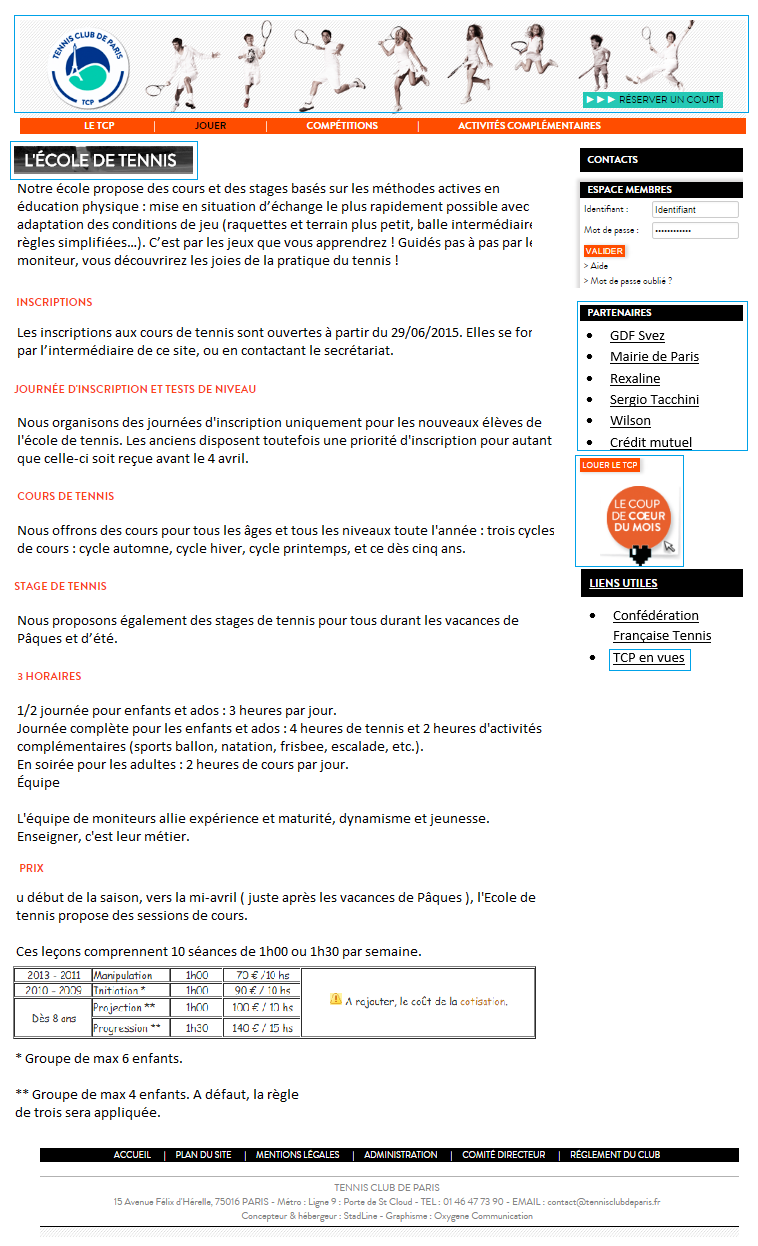 TENNIS CLUB DE PARIS
TCP
RÉSERVER UN COURT
LE TCP | JOUER | COMPÉTITIONS | ACTIVITÉS COMPLÉMENTAIRES
L'ÉCOLE DE TENNIS
Notre école propose des cours et des stages basés sur les méthodes actives en
éducation physique : mise en situation d’échange le plus rapidement possible avec
adaptation des conditions de jeu (raquettes et terrain plus petit, balle intermédiaire
règles simplifiées…). C’est par les jeux que vous apprendrez ! Guidés pas à pas par le
moniteur, vous découvrirez les joies de la pratique du tennis !
INSCRIPTIONS
Les inscriptions aux cours de tennis sont ouvertes à partir du 29/06/2015. Elles se for
par l’intermédiaire de ce site, ou en contactant le secrétariat.
JOURNÉE D'INSCRIPTION ET TESTS DE NIVEAU
Nous organisons des journées d'inscription uniquement pour les nouveaux élèves de
l'école de tennis. Les anciens disposent toutefois une priorité d'inscription pour autant
que celle-ci soit reçue avant le 4 avril.
COURS DE TENNIS
Nous offrons des cours pour tous les âges et tous les niveaux toute l'année : trois cycles
de cours : cycle automne, cycle hiver, cycle printemps, et ce dès cinq ans.
STAGE DE TENNIS
Nous proposons également des stages de tennis pour tous durant les vacances de
Pâques et d’été.
3 HORAIRES
1/2 journée pour enfants et ados : 3 heures par jour.
Journée complète pour les enfants et ados : 4 heures de tennis et 2 heures d'activités
complémentaires (sports ballon, natation, frisbee, escalade, etc.).
En soirée pour les adultes : 2 heures de cours par jour.
Équipe
L'équipe de moniteurs allie expérience et maturité, dynamisme et jeunesse.
Enseigner, c'est leur métier.
PRIX
u début de la saison, vers la mi-avril ( juste après les vacances de Pâques ), l'Ecole de
tennis propose des sessions de cours.
Ces leçons comprennent 10 séances de 1h00 ou 1h30 par semaine.
2013 - 2011 Manipulation 1h00 70 € / 10 hs
2010 - 2009 Initiation * 1h00 90 € / 10 hs
Dès 8 ans Projection ** 1h00 100 € / 10 hs
Progression ** 1h30 140 € / 15 hs
A rajouter, le coût de la cotisation.
* Groupe de max 6 enfants.
** Groupe de max 4 enfants. A défaut, la règle
de trois sera appliquée.
CONTACTS
ESPACE MEMBRES
Identifiant : Identifiant
Mot de passe : ••••••••••••
VALIDER
> Aide
> Mot de passe oublié ?
PARTENAIRES
• GDF Svez
• Mairie de Paris
• Rexaline
• Sergio Tacchini
• Wilson
• Crédit mutuel
LOUER LE TCP
LE COUP
DE CŒUR
DU MOIS
LIENS UTILES
• Confédération
Française Tennis
• TCP en vues
ACCUEIL | PLAN DU SITE | MENTIONS LÉGALES | ADMINISTRATION | COMITÉ DIRECTEUR | RÈGLEMENT DU CLUB
TENNIS CLUB DE PARIS
15 Avenue Félix d'Hérelle, 75016 PARIS - Métro : Ligne 9 : Porte de St Cloud - TEL : 01 46 47 73 90 - EMAIL : contact@tennisclubdeparis.fr
Concepteur & hébergeur : StadLine - Graphisme : Oxygene Communication